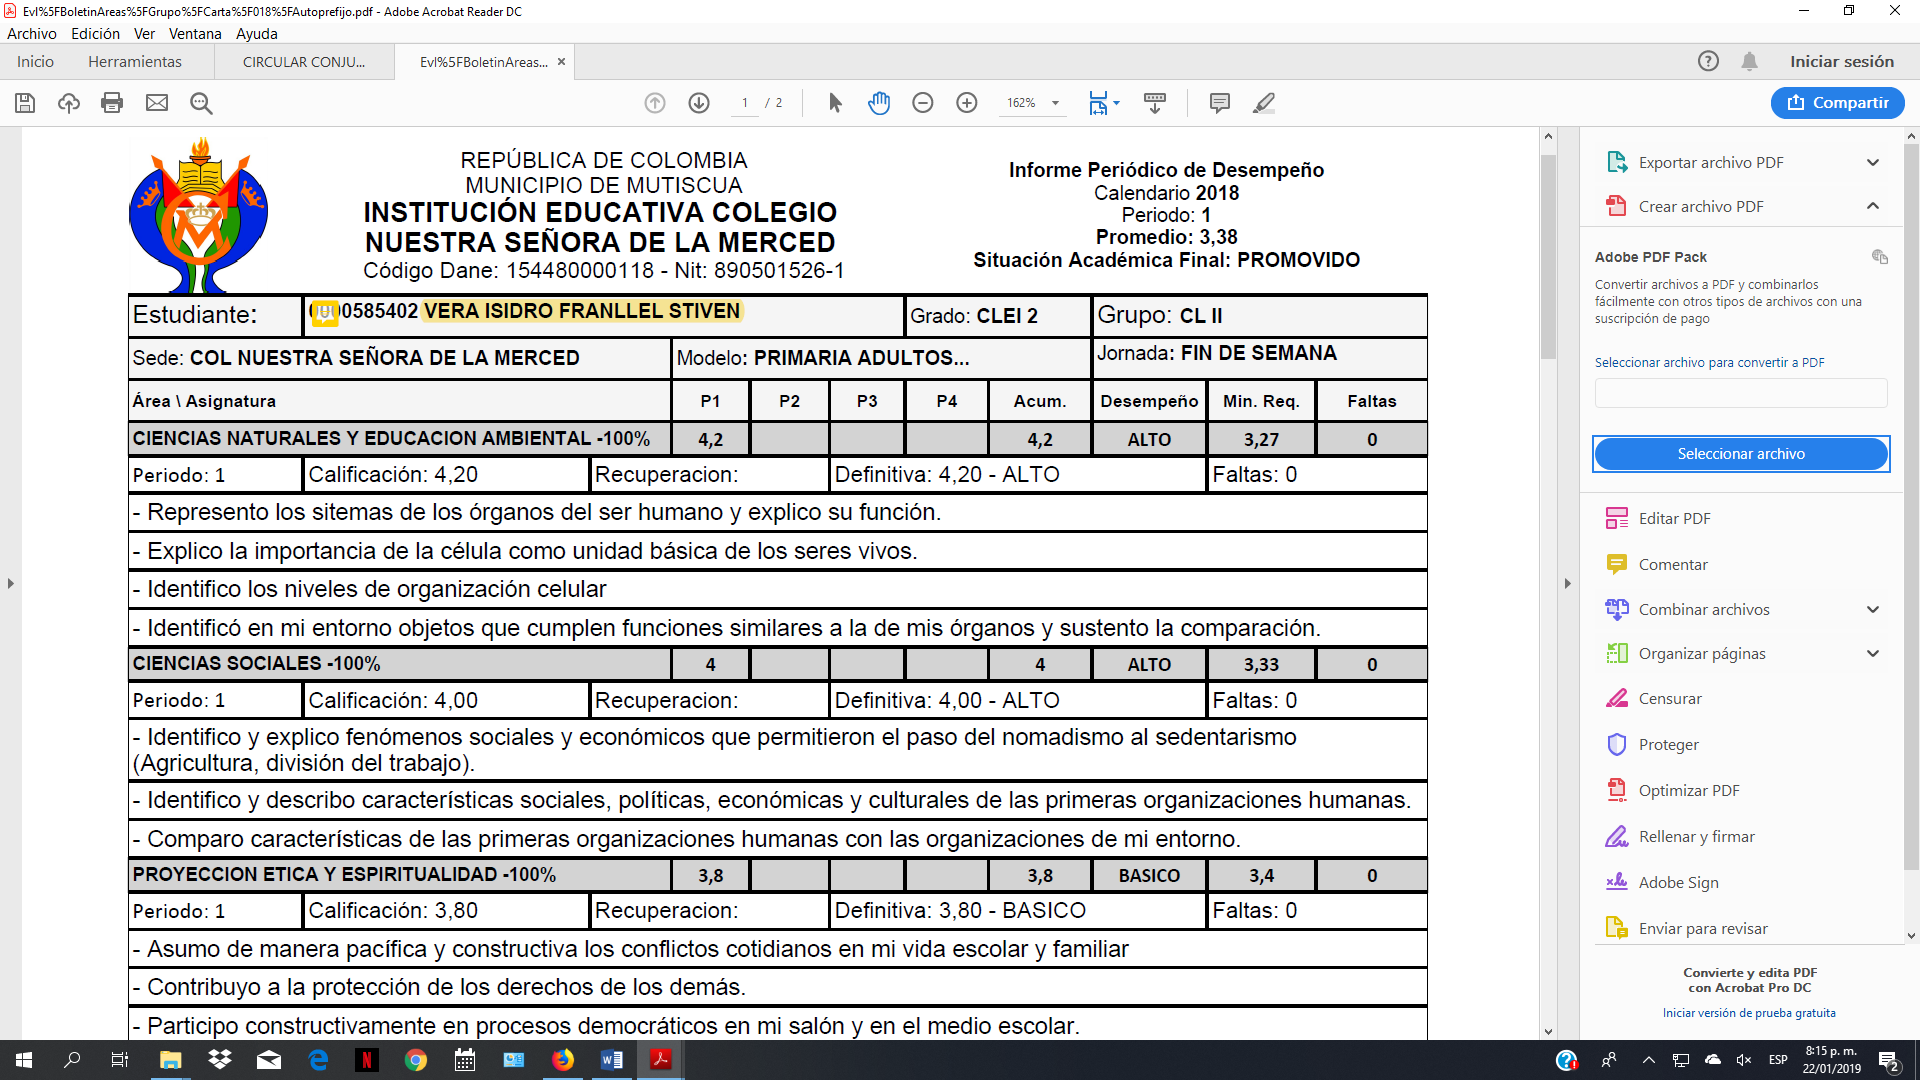 Evl%5FBoletinAreas%5FGrupo%5FCarta%5F018%5FAutoprefijo.pdf - Adobe Acrobat Reader DC
Archivo Edición Ver Ventana Ayuda
Inicio Herramientas CIRCULAR CONJU... Evl%5FBoletinAreas... × Iniciar sesión
1 / 2 162% Compartir
REPÚBLICA DE COLOMBIA
MUNICIPIO DE MUTISCUA
INSTITUCIÓN EDUCATIVA COLEGIO
NUESTRA SEÑORA DE LA MERCED
Código Dane: 154480000118 - Nit: 890501526-1
Informe Periódico de Desempeño
Calendario 2018
Periodo: 1
Promedio: 3,38
Situación Académica Final: PROMOVIDO
Estudiante: 0585402 VERA ISIDRO FRANLLEL STIVEN Grado: CLEI 2 Grupo: CL II
Sede: COL NUESTRA SEÑORA DE LA MERCED Modelo: PRIMARIA ADULTOS... Jornada: FIN DE SEMANA
Área \ Asignatura P1 P2 P3 P4 Acum. Desempeño Min. Req. Faltas
CIENCIAS NATURALES Y EDUCACION AMBIENTAL -100% 4,2 4,2 ALTO 3,27 0
Periodo: 1 Calificación: 4,20 Recuperacion: Definitiva: 4,20 - ALTO Faltas: 0
- Represento los sitemas de los órganos del ser humano y explico su función.
- Explico la importancia de la célula como unidad básica de los seres vivos.
- Identifico los niveles de organización celular
- Identificó en mi entorno objetos que cumplen funciones similares a la de mis órganos y sustento la comparación.
CIENCIAS SOCIALES -100% 4 4 ALTO 3,33 0
Periodo: 1 Calificación: 4,00 Recuperacion: Definitiva: 4,00 - ALTO Faltas: 0
- Identifico y explico fenómenos sociales y económicos que permitieron el paso del nomadismo al sedentarismo
(Agricultura, división del trabajo).
- Identifico y describo características sociales, políticas, económicas y culturales de las primeras organizaciones humanas.
- Comparo características de las primeras organizaciones humanas con las organizaciones de mi entorno.
PROYECCION ETICA Y ESPIRITUALIDAD -100% 3,8 3,8 BASICO 3,4 0
Periodo: 1 Calificación: 3,80 Recuperacion: Definitiva: 3,80 - BASICO Faltas: 0
- Asumo de manera pacífica y constructiva los conflictos cotidianos en mi vida escolar y familiar
- Contribuyo a la protección de los derechos de los demás.
- Participo constructivamente en procesos democráticos en mi salón y en el medio escolar.
Exportar archivo PDF
Crear archivo PDF
Adobe PDF Pack
Convertir archivos a PDF y combinarlos
fácilmente con otros tipos de archivos con una
suscripción de pago
Seleccionar archivo para convertir a PDF
Seleccionar archivo
Editar PDF
Comentar
Combinar archivos
Organizar páginas
Censurar
Proteger
Optimizar PDF
Rellenar y firmar
Adobe Sign
Enviar para revisar
Convierte y edita PDF
con Acrobat Pro DC
Iniciar versión de prueba gratuita
ESP
8:15 p. m.
22/01/2019
2